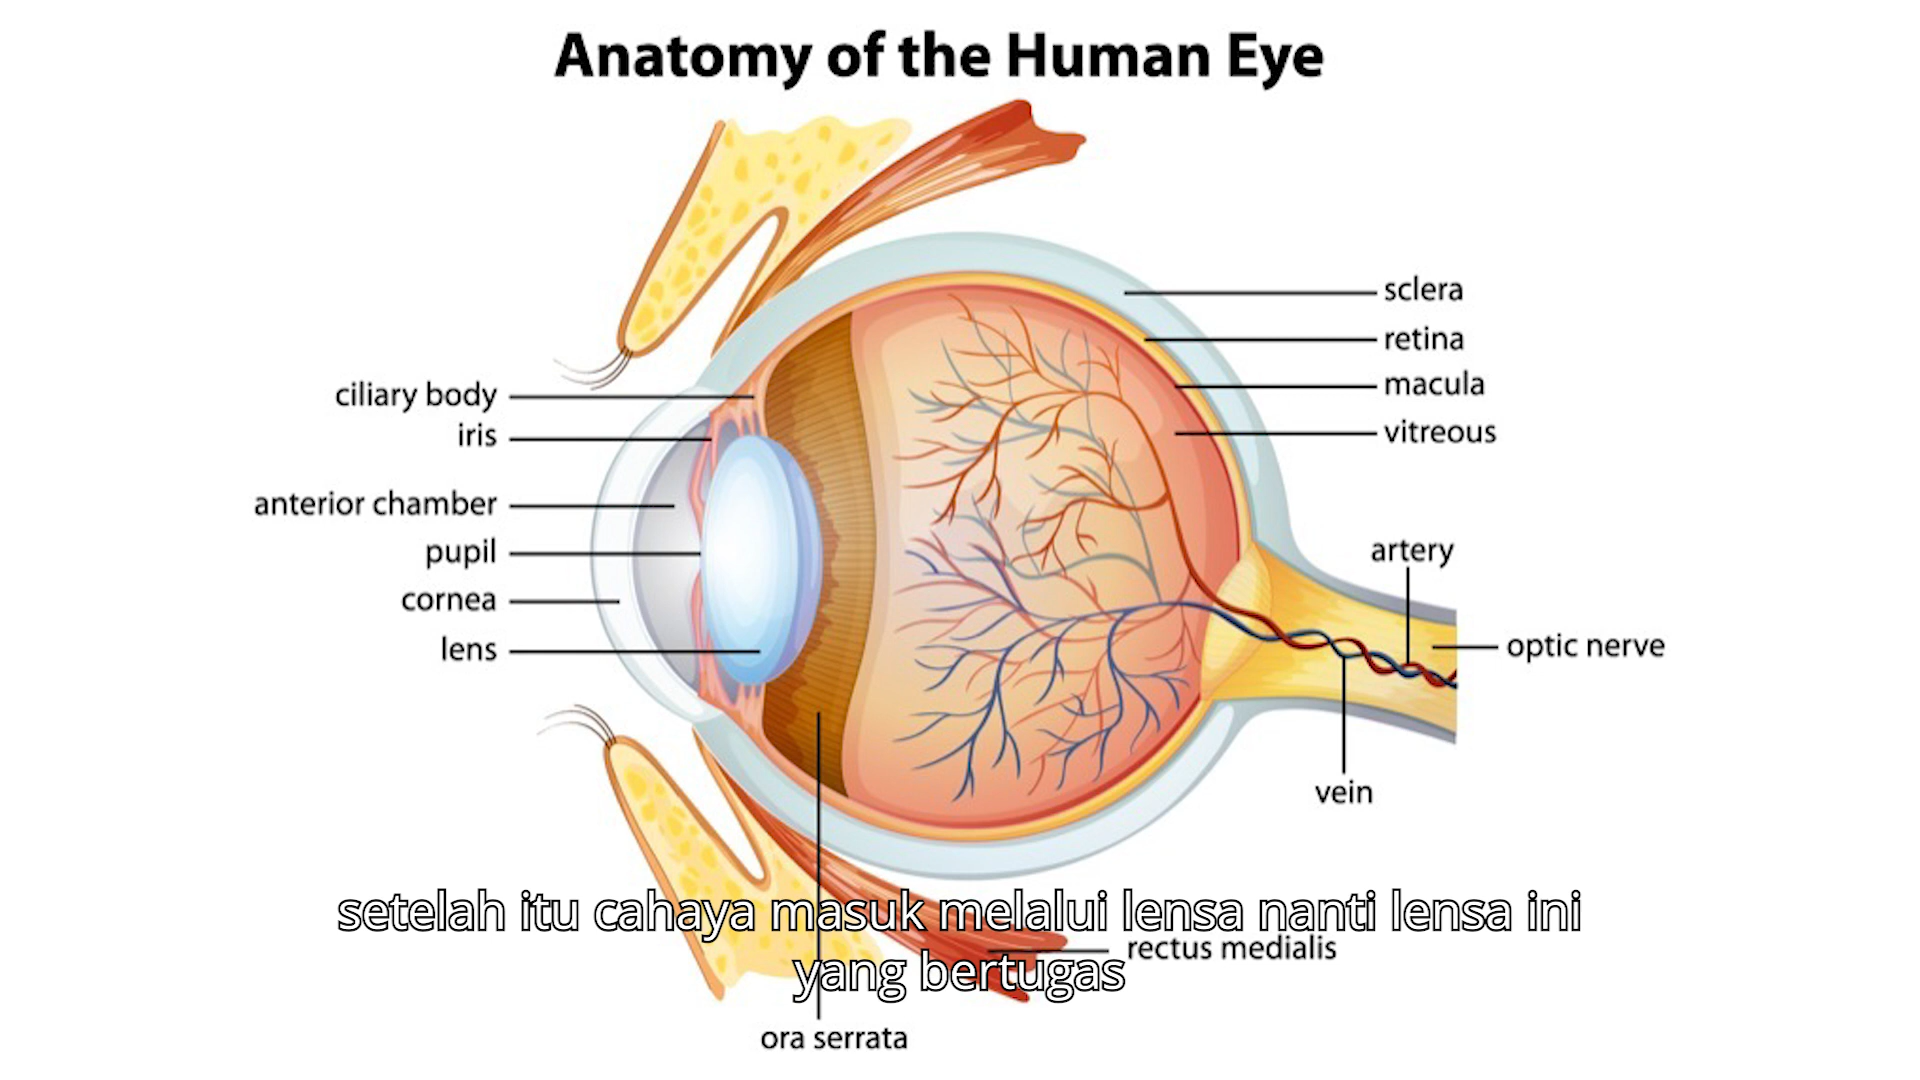 Anatomy of the Human Eye
ciliary body
iris
anterior chamber
pupil
cornea
lens
sclera
retina
macula
vitreous
artery
optic nerve
vein
rectus medialis
ora serrata
setelah itu cahaya masuk melalui lensa nanti lensa ini
yang bertugas